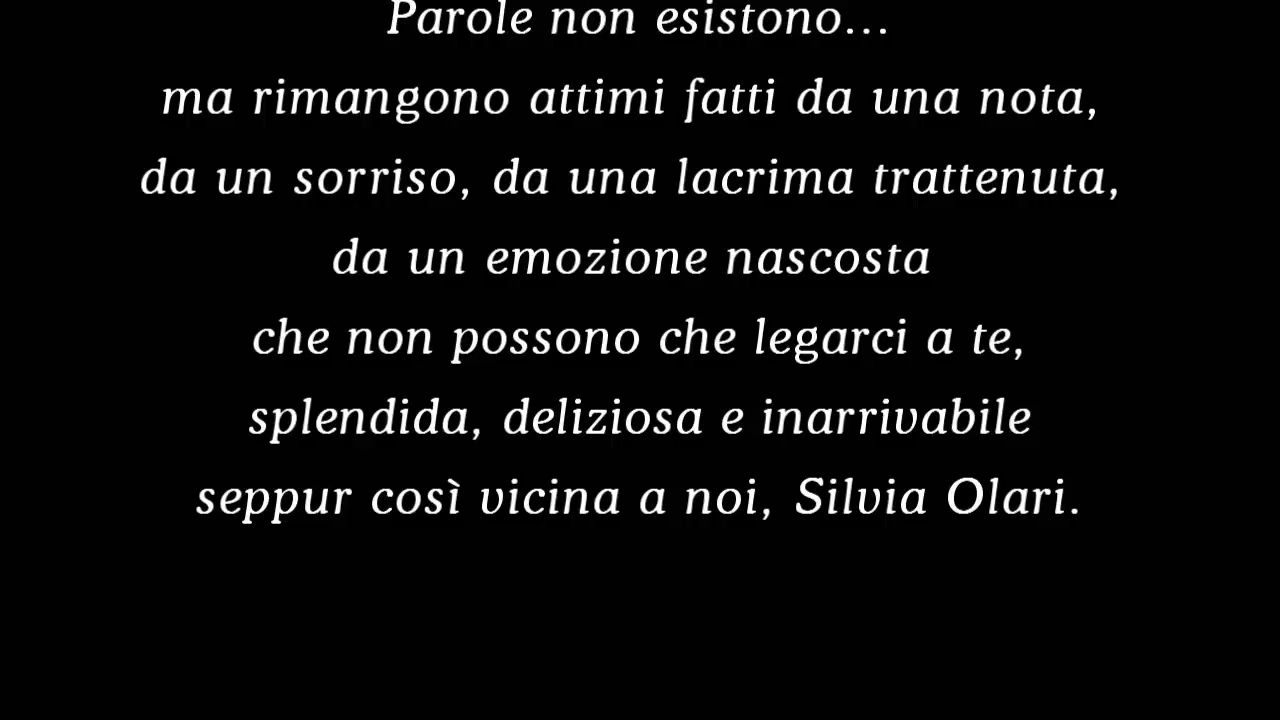 Parole non esistono...
ma rimangono attimi fatti da una nota,
da un sorriso, da una lacrima trattenuta,
da un emozione nascosta
che non possono che legarci a te,
splendida, deliziosa e inarrivabile
seppur così vicina a noi, Silvia Olari.